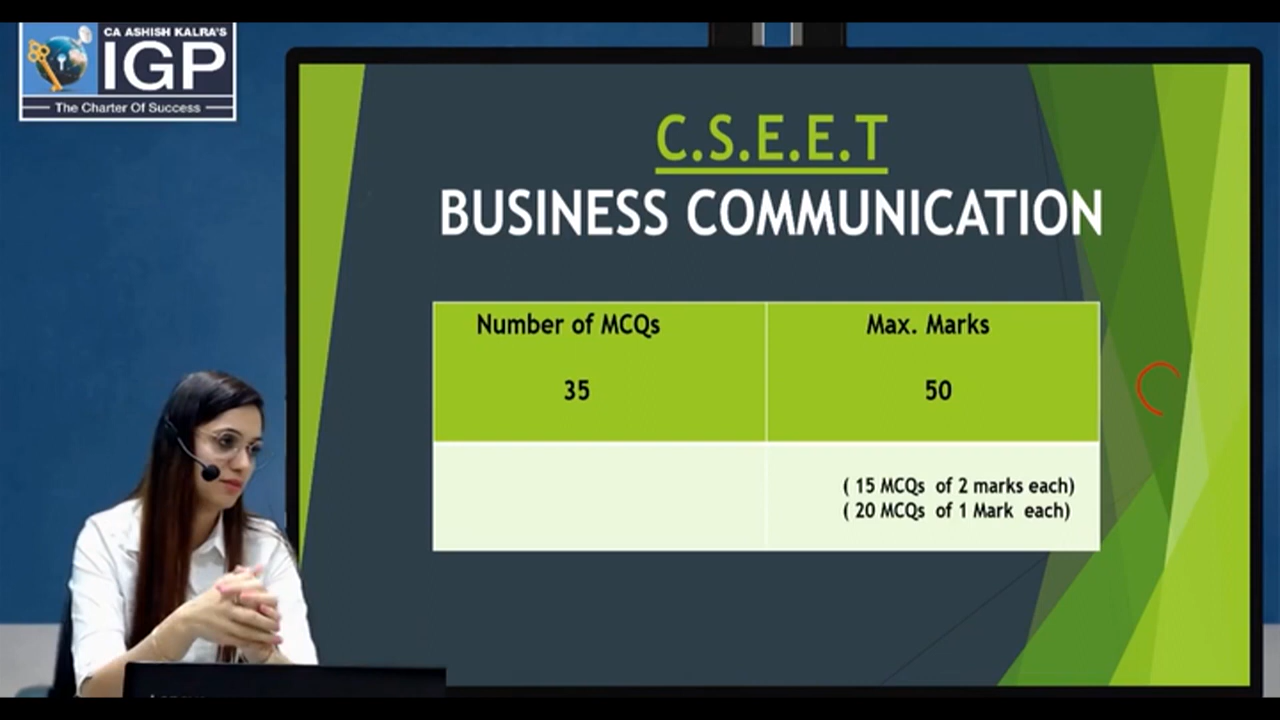 CA ASHISH KALRA'S
IGP
The Charter Of Success
C.S.E.E.T
BUSINESS COMMUNICATION
Number of MCQs
Max. Marks
35
50
( 15 MCQs of 2 marks each)
( 20 MCQs of 1 Mark each)